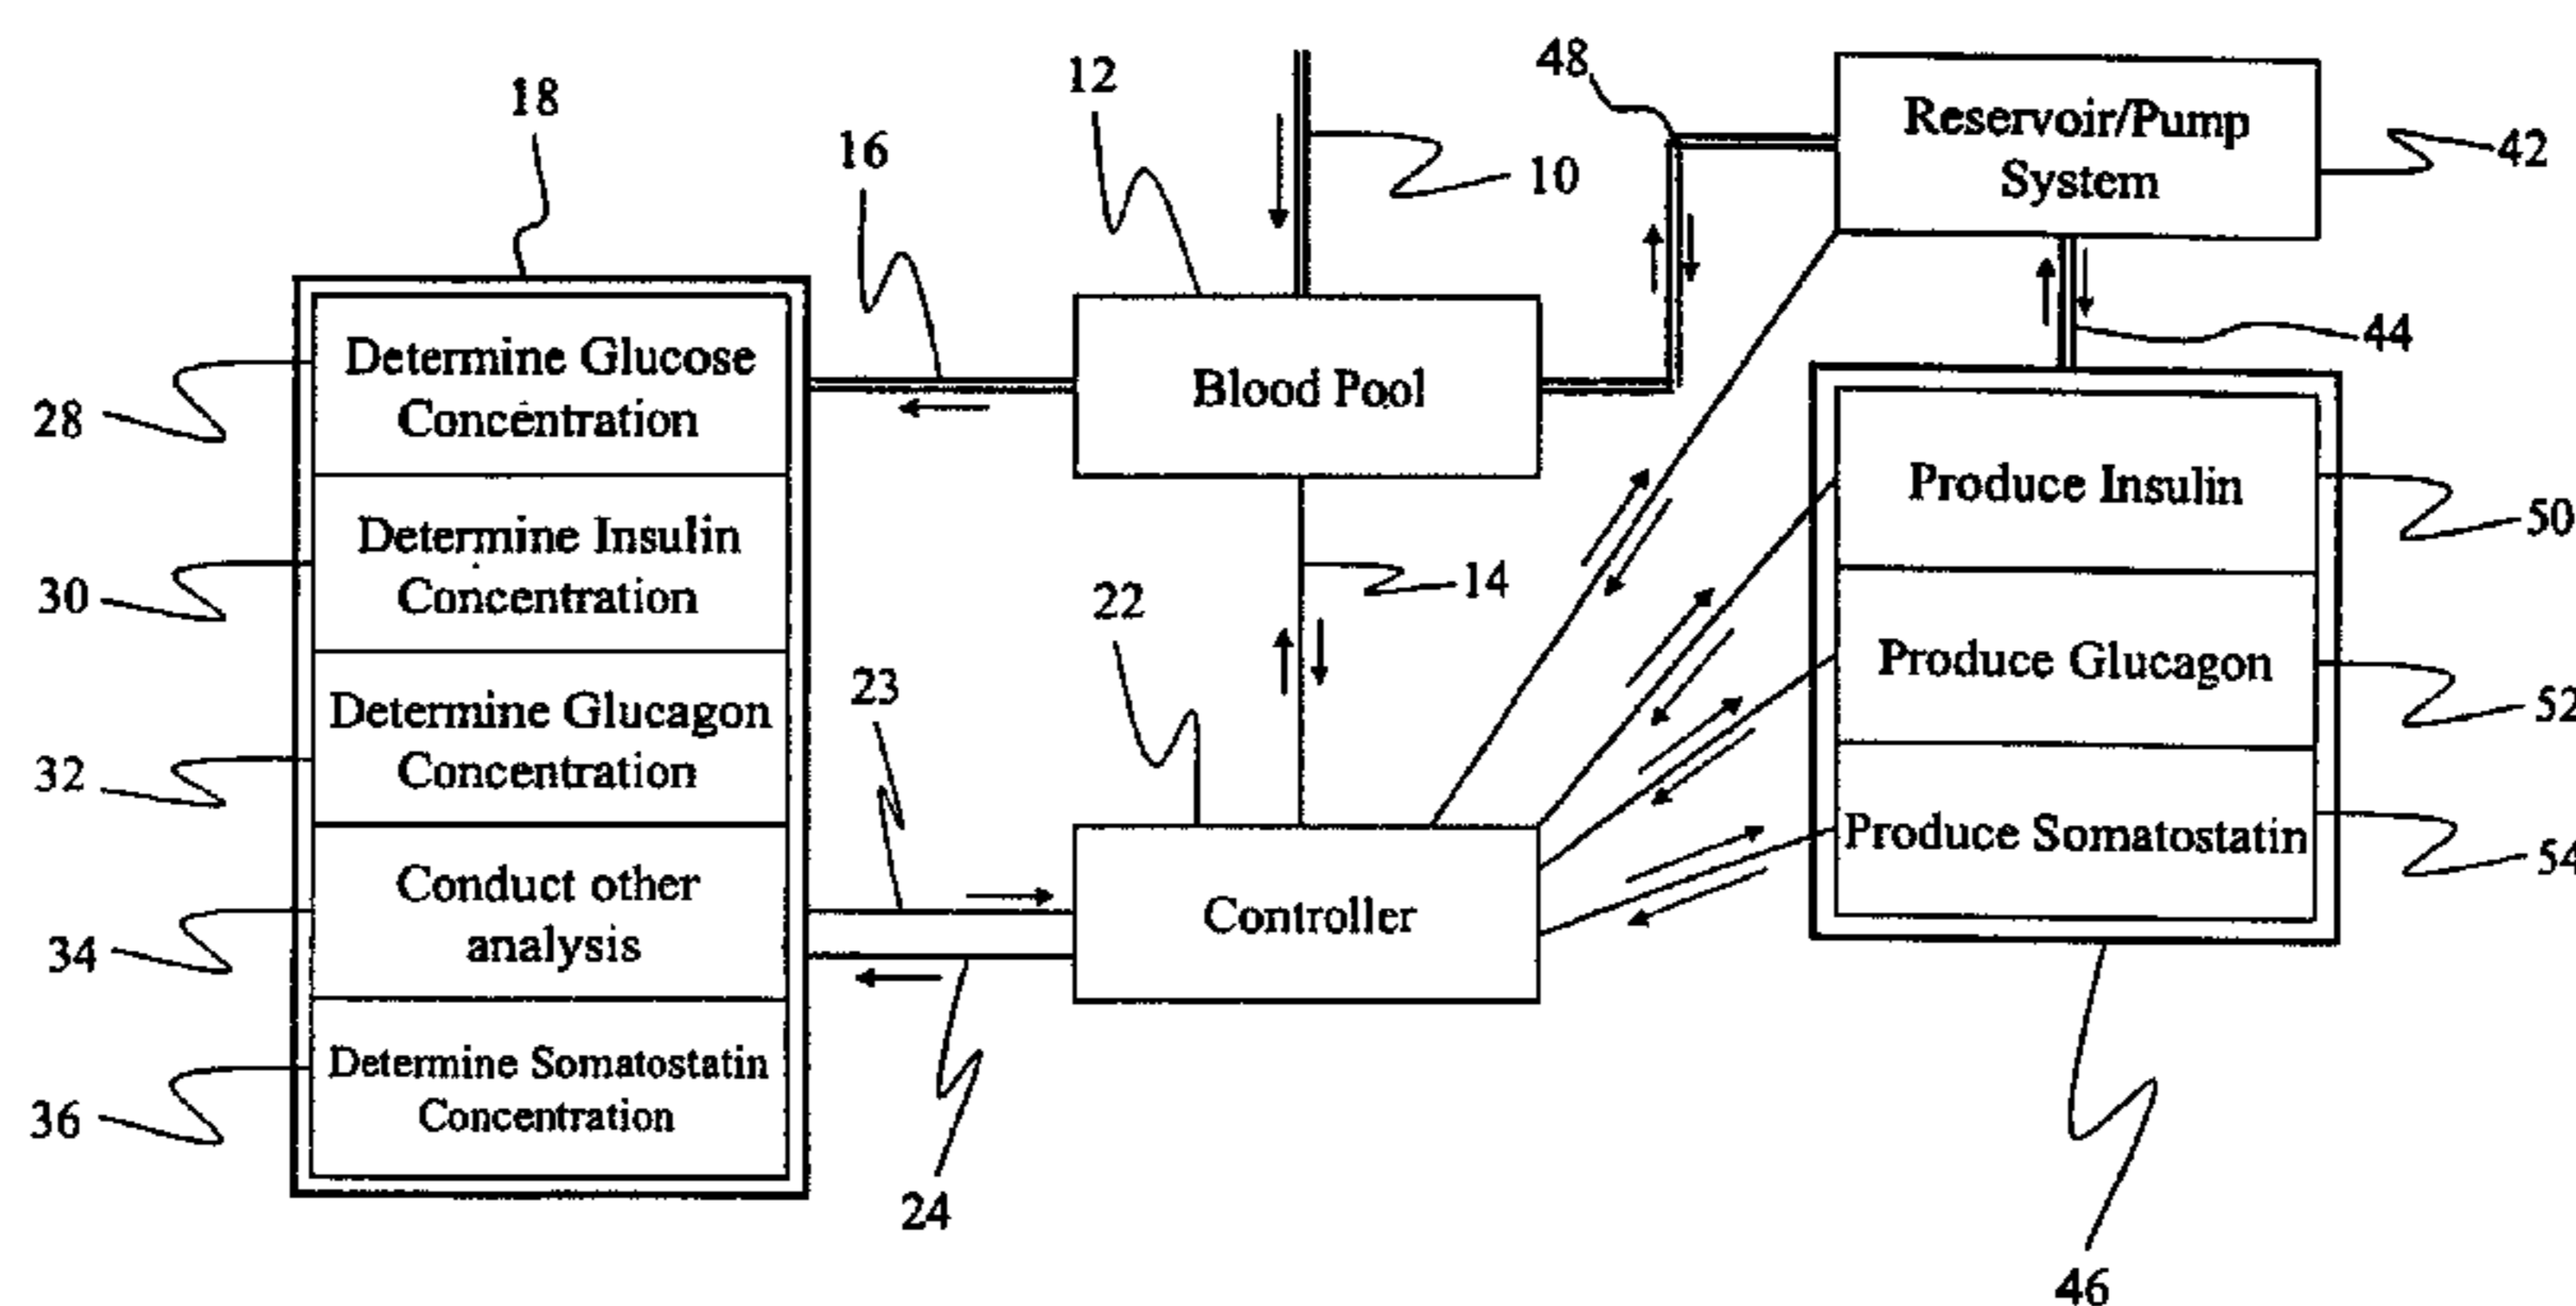 18
16
12
48
10
Reservoir/Pump
System
42
28
Determine Glucose
Concentration
Blood Pool
44
30
Determine Insulin
Concentration
14
22
Produce Insulin
50
32
Determine Glucagon
Concentration
23
Produce Glucagon
52
34
Conduct other
analysis
Controller
Produce Somatostatin
54
36
Determine Somatostatin
Concentration
24
46